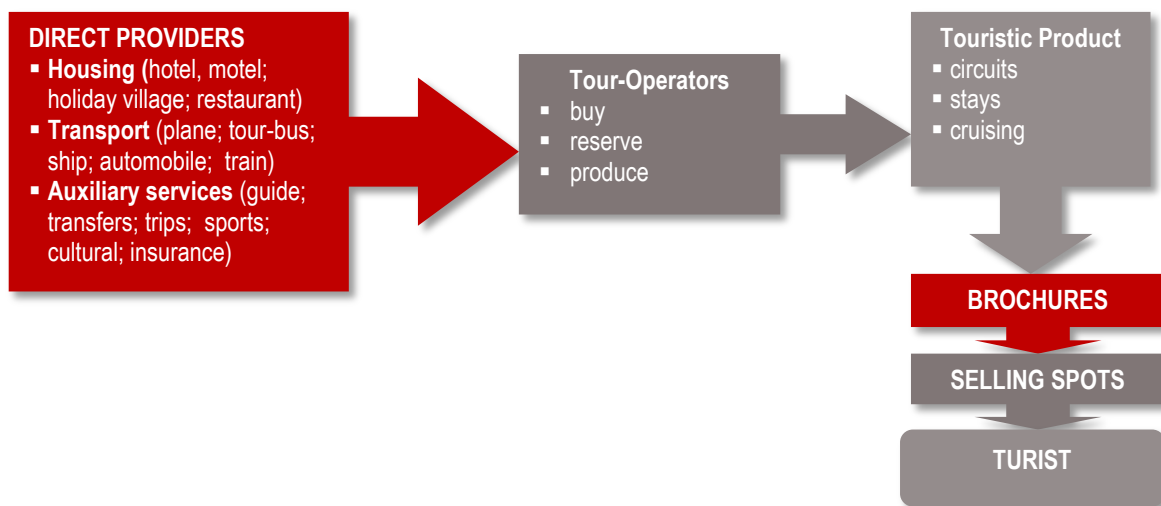 DIRECT PROVIDERS
▪ Housing (hotel, motel;
holiday village; restaurant)
▪ Transport (plane; tour-bus;
ship; automobile; train)
▪ Auxiliary services (guide;
transfers; trips; sports;
cultural; insurance)
Tour-Operators
▪ buy
▪ reserve
▪ produce
Touristic Product
▪ circuits
▪ stays
▪ cruising
BROCHURES
SELLING SPOTS
TURIST